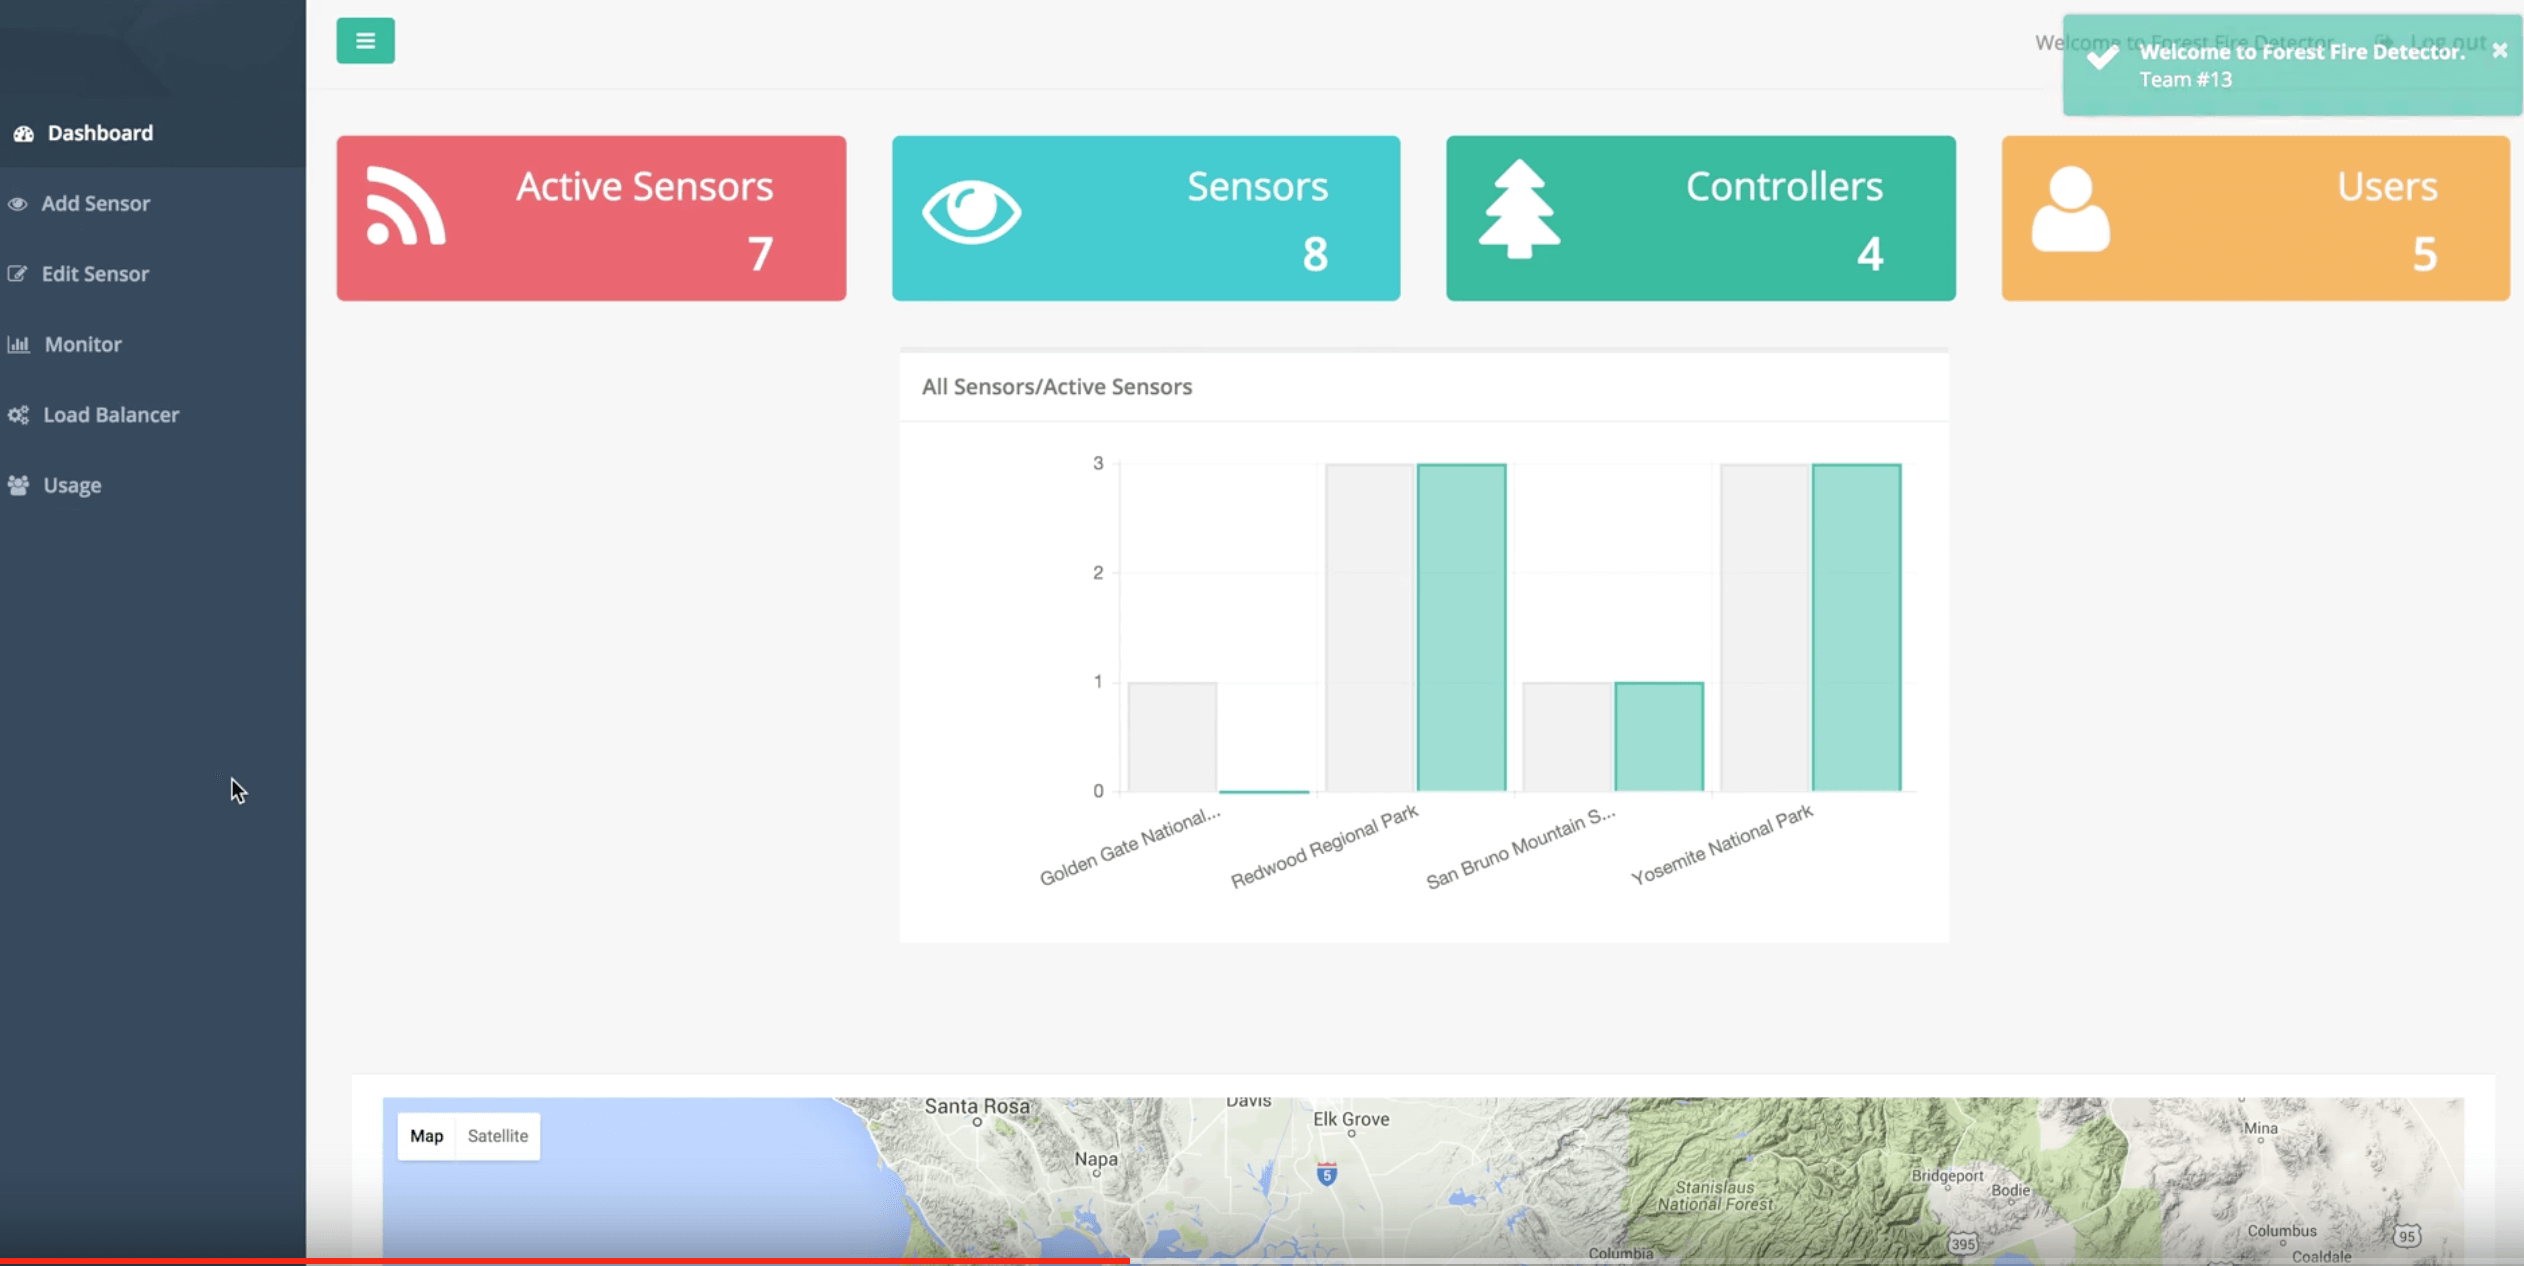 Welcome to Forest Fire Detector.
Log out
Welcome to Forest Fire Detector.
Team #13
Dashboard
Add Sensor
Edit Sensor
Monitor
Load Balancer
Usage
Active Sensors
7
Sensors
8
Controllers
4
Users
5
All Sensors/Active Sensors
3
2
1
0
Golden Gate National...
Redwood Regional Park
San Bruno Mountain S...
Yosemite National Park
Map
Satellite
Santa Rosa
Davis
Elk Grove
Napa
5
Stanislaus
National Forest
Bridgeport
Bodie
Mina
Columbus
Coaldale
Columbia
395
95